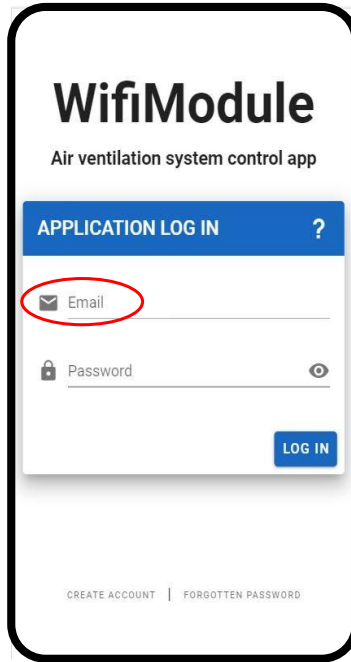 WifiModule
Air ventilation system control app
APPLICATION LOG IN ?
Email
Password
LOG IN
CREATE ACCOUNT | FORGOTTEN PASSWORD